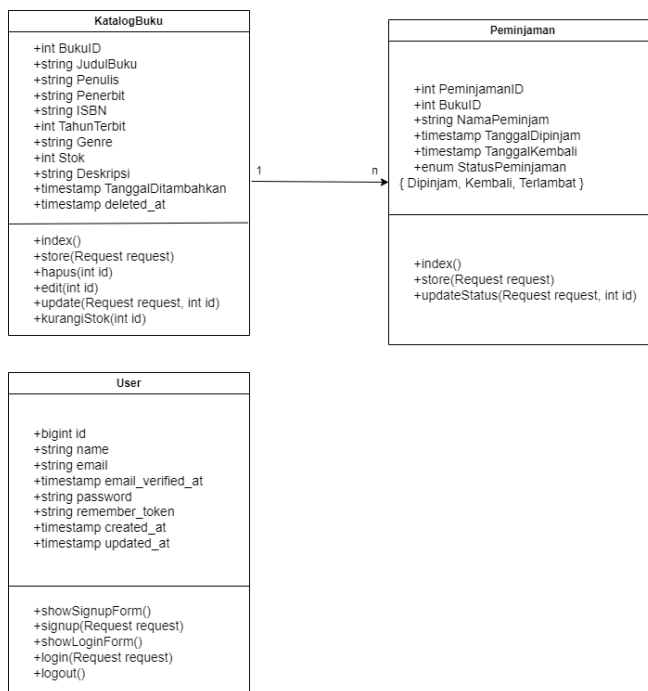 KatalogBuku
+int BukuID
+string JudulBuku
+string Penulis
+string Penerbit
+string ISBN
+int TahunTerbit
+string Genre
+int Stok
+string Deskripsi
+timestamp TanggalDitambahkan
+timestamp deleted_at
+index()
+store(Request request)
+hapus(int id)
+edit(int id)
+update(Request request, int id)
+kurangiStok(int id)
1
n
Peminjaman
+int PeminjamanID
+int BukuID
+string NamaPeminjam
+timestamp TanggalDipinjam
+timestamp TanggalKembali
+enum StatusPeminjaman
{ Dipinjam, Kembali, Terlambat }
+index()
+store(Request request)
+updateStatus(Request request, int id)
User
+bigint id
+string name
+string email
+timestamp email_verified_at
+string password
+string remember_token
+timestamp created_at
+timestamp updated_at
+showSignupForm()
+signup(Request request)
+showLoginForm()
+login(Request request)
+logout()